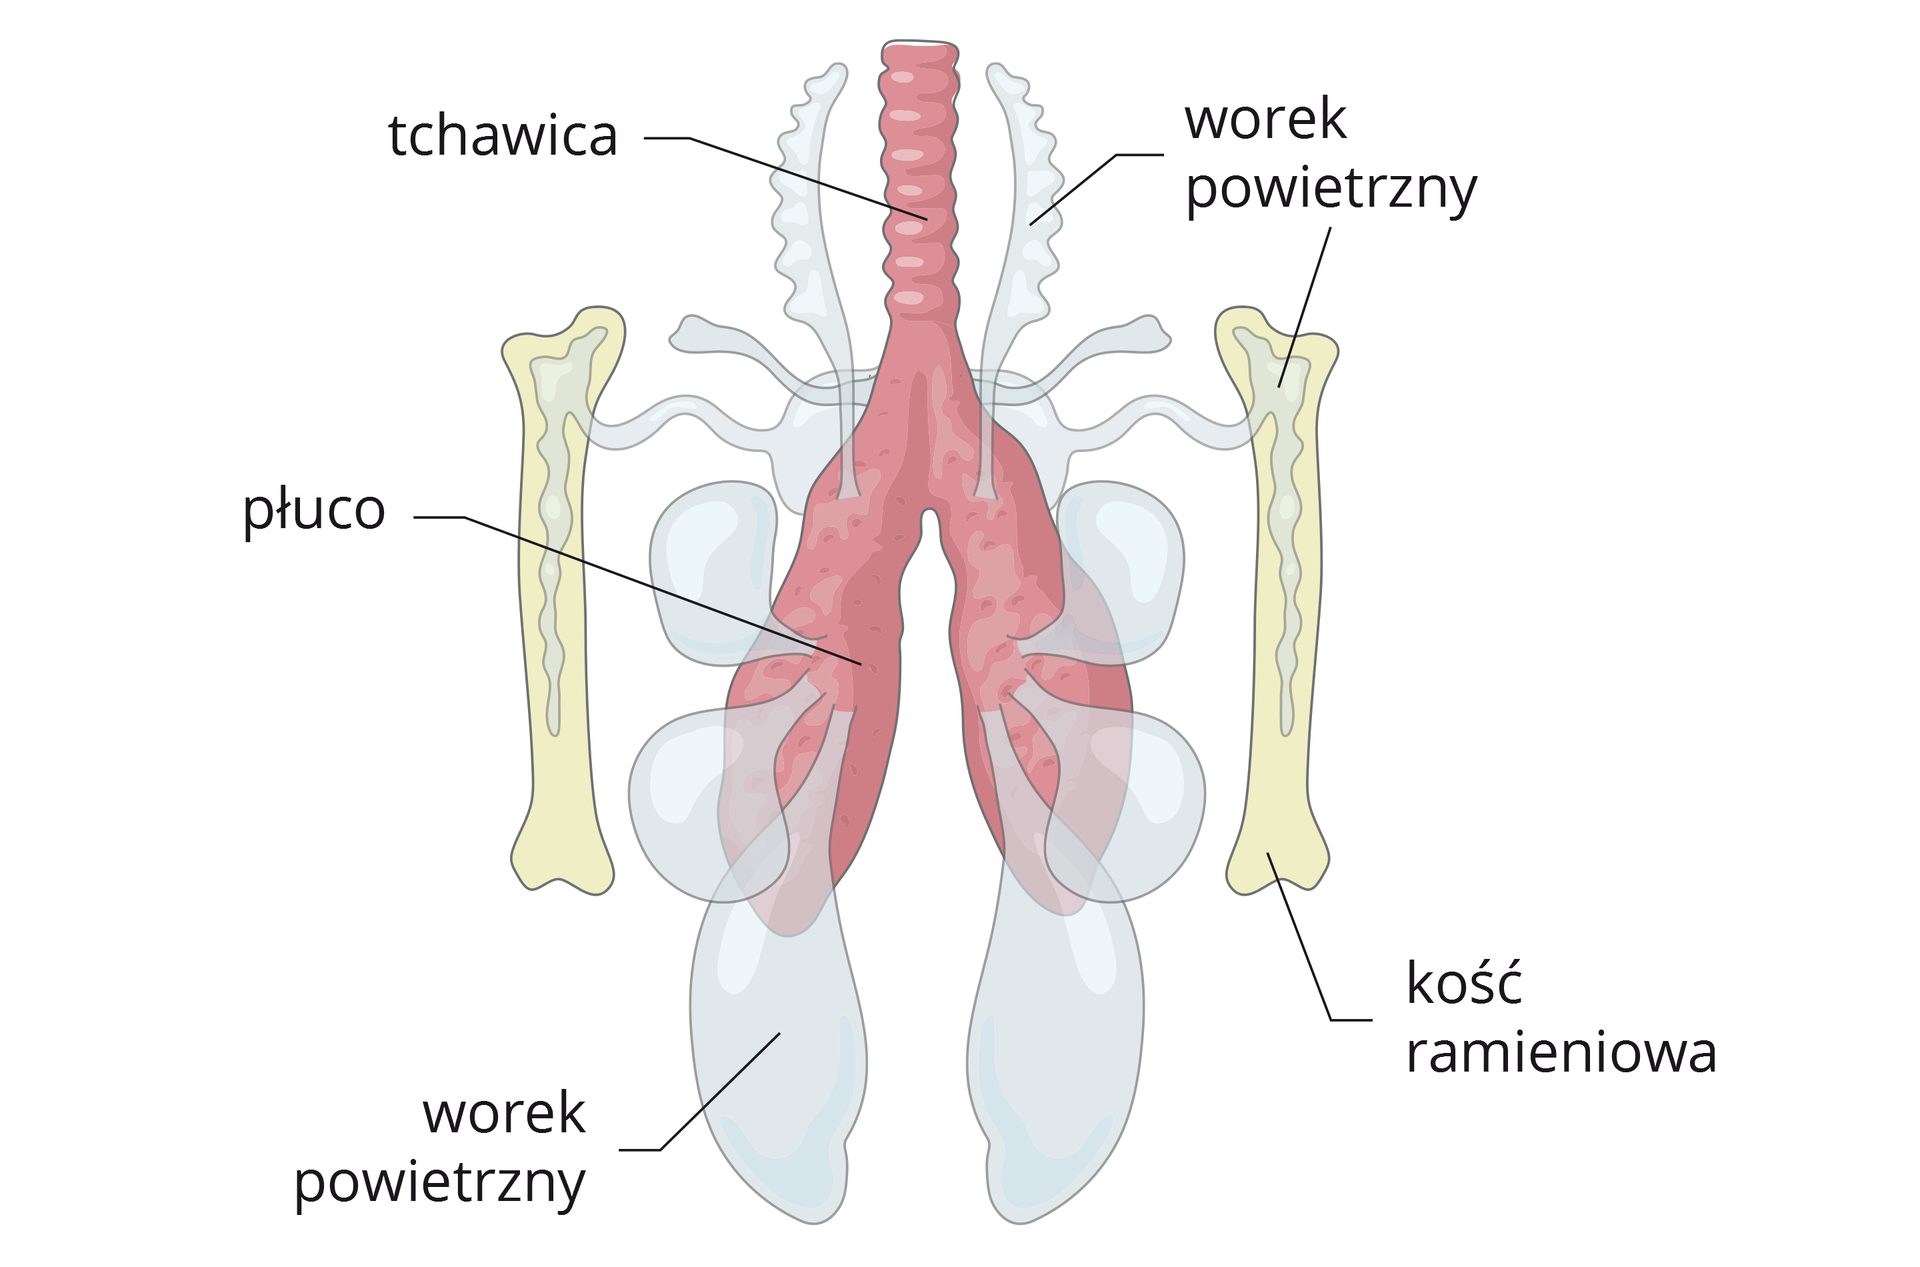 tchawica
worek
powietrzny
płuco
kość
ramieniowa
worek
powietrzny